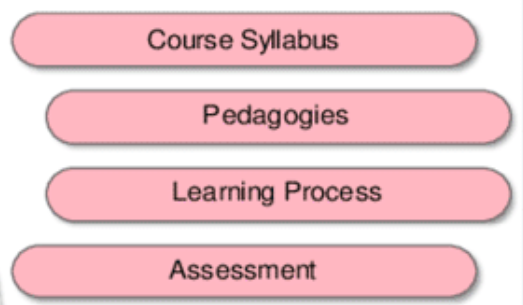 Course Syllabus
Pedagogies
Learning Process
Assessment